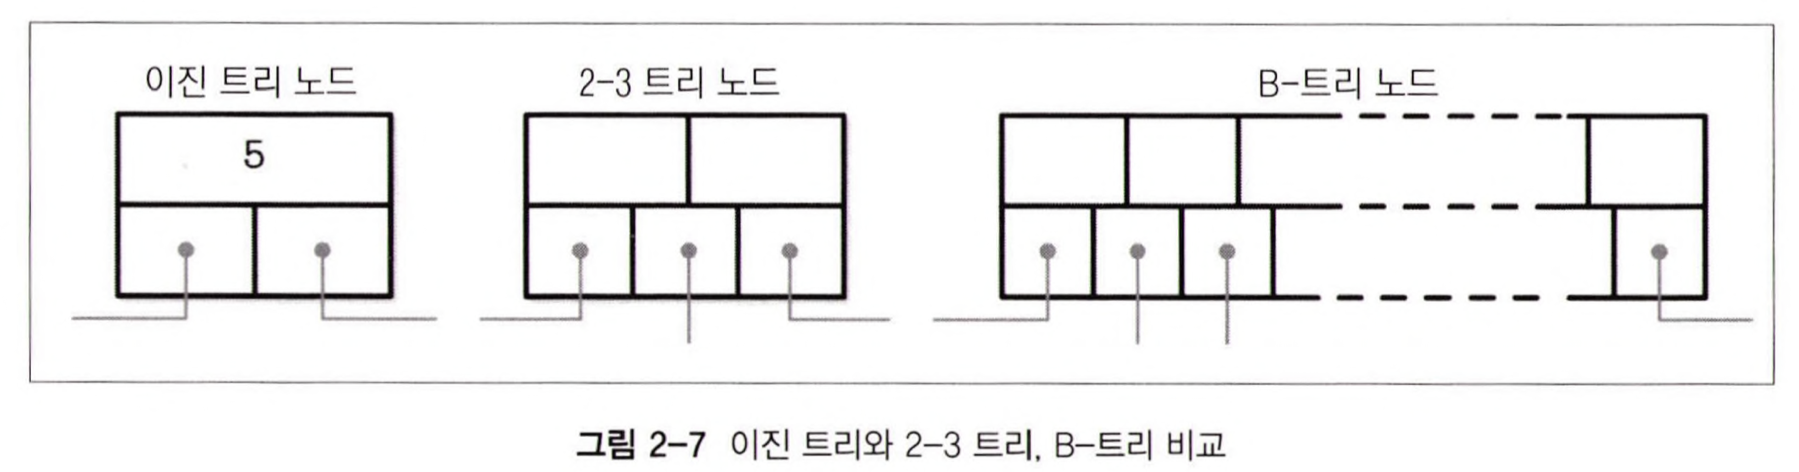 이진 트리 노드
5
2-3 트리 노드
B-트리 노드
그림 2-7 이진 트리와 2-3 트리, B-트리 비교